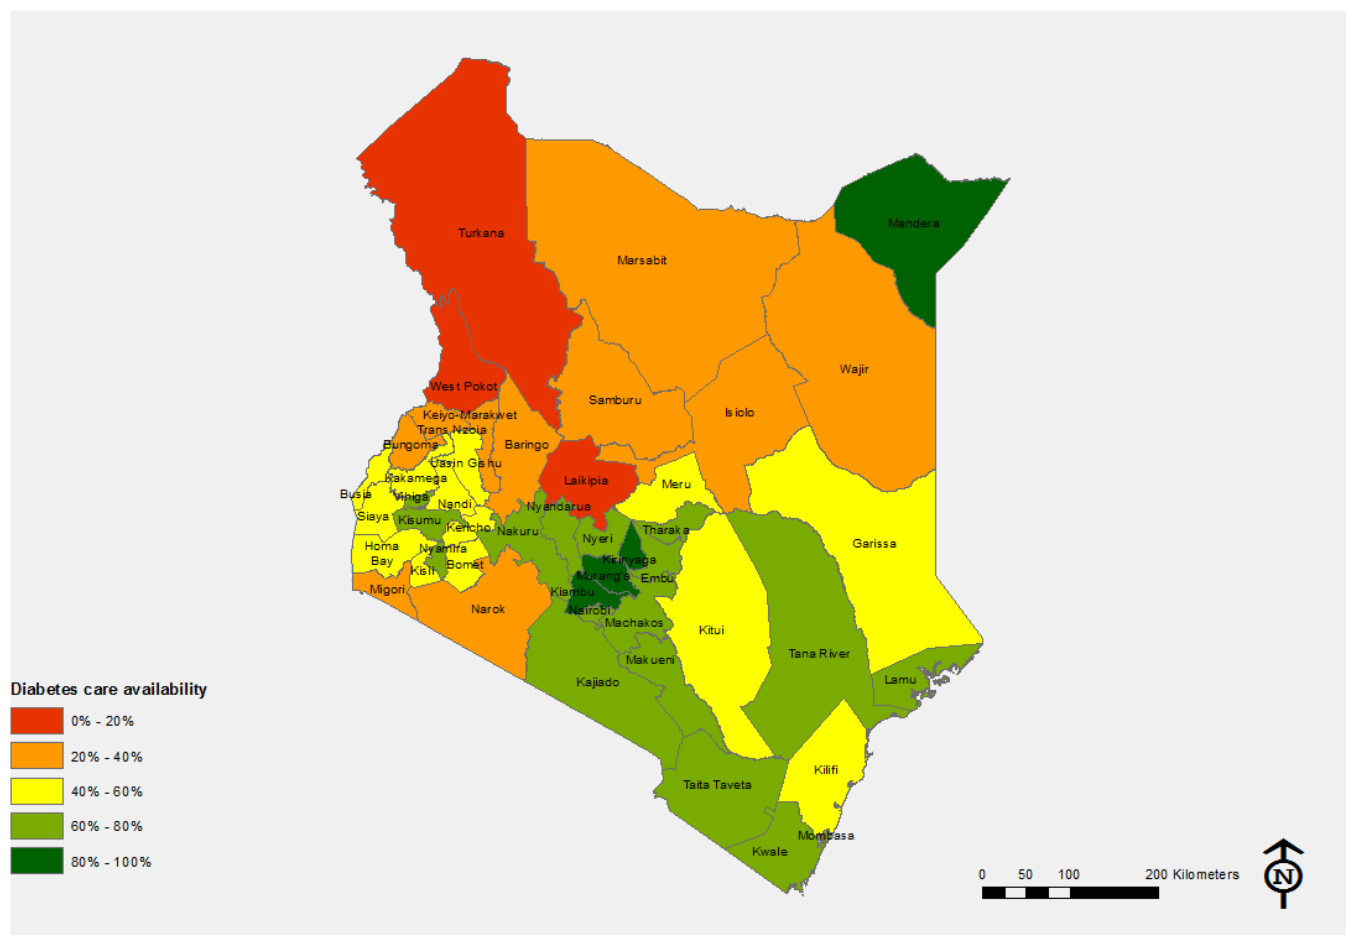 Turkana
Mandera
Marsabit
Wajir
West Pokot
Samburu
Isiolo
Keiyo-Marakwet
Trans Nzoia
Bungoma
Baringo
Uasin Gishu
Kakamega
Laikipia
Meru
Busia
Vihiga
Nandi
Nyandarua
Siaya
Kisumu
Kericho
Nakuru
Nyeri
Tharaka
Garissa
Homa
Bay
Nyamira
Kisii
Bomet
Kirinyaga
Murang'a
Embu
Migori
Narok
Kiambu
Nairobi
Machakos
Kitui
Makueni
Tana River
Kajiado
Lamu
Taita Taveta
Kilifi
Mombasa
Kwale
Diabetes care availability
0% - 20%
20% - 40%
40% - 60%
60% - 80%
80% - 100%
0 50 100 200 Kilometers
N